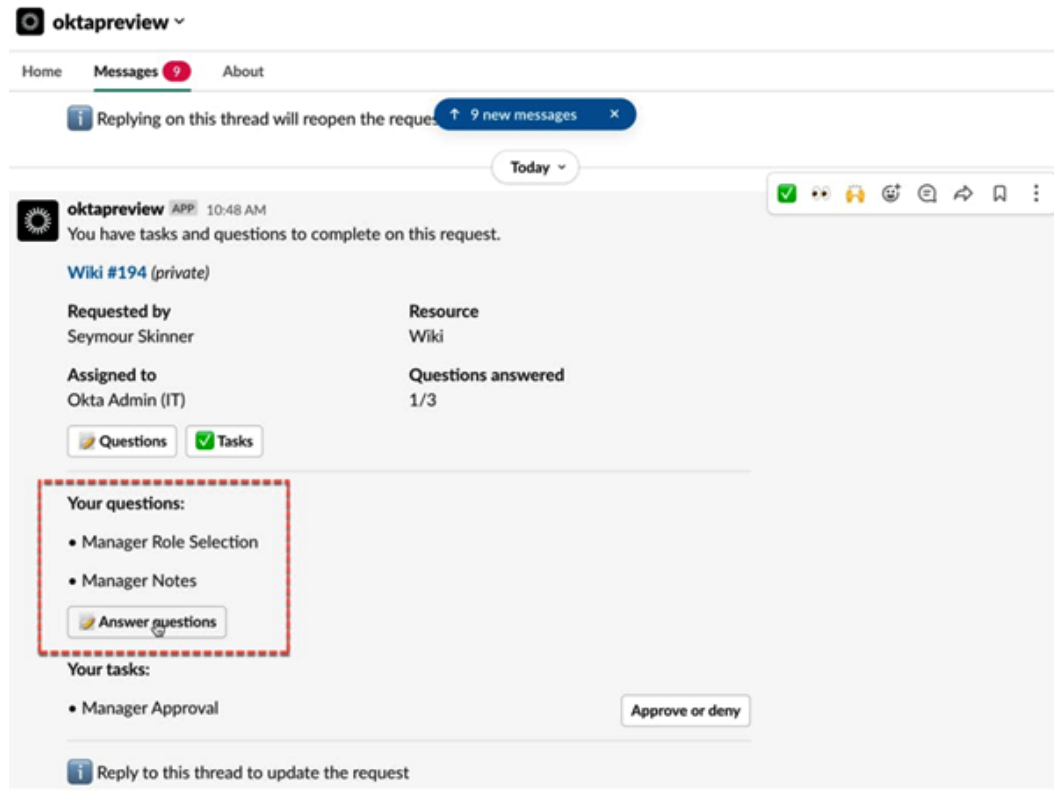 oktapreview
Home Messages 9 About
Replying on this thread will reopen the reque
↑ 9 new messages ×
Today
oktapreview APP 10:48 AM
You have tasks and questions to complete on this request.
Wiki #194 (private)
Requested by Resource
Seymour Skinner Wiki
Assigned to Questions answered
Okta Admin (IT) 1/3
Questions Tasks
Your questions:
• Manager Role Selection
• Manager Notes
Answer questions
Your tasks:
• Manager Approval Approve or deny
Reply to this thread to update the request